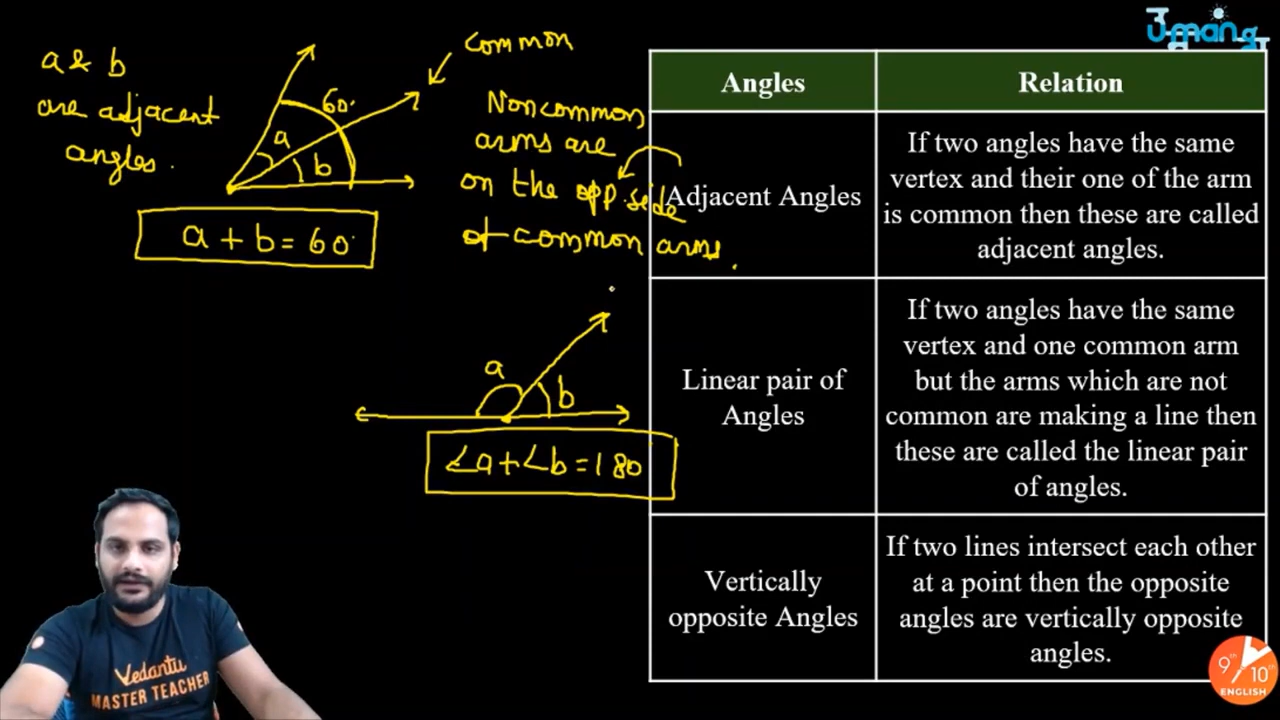 उmang
a & b
are adjacent
angles.
common
60°
a
b
a + b = 60°
Noncommon
arms are
on the opp. side
of common arms.
a
b
∠a+∠b=180
Angles
Relation
Adjacent Angles
If two angles have the same
vertex and their one of the arm
is common then these are called
adjacent angles.
Linear pair of
Angles
If two angles have the same
vertex and one common arm
but the arms which are not
common are making a line then
these are called the linear pair
of angles.
Vertically
opposite Angles
If two lines intersect each other
at a point then the opposite
angles are vertically opposite
angles.
Vedantu
MASTER TEACHER
9th 10th
ENGLISH